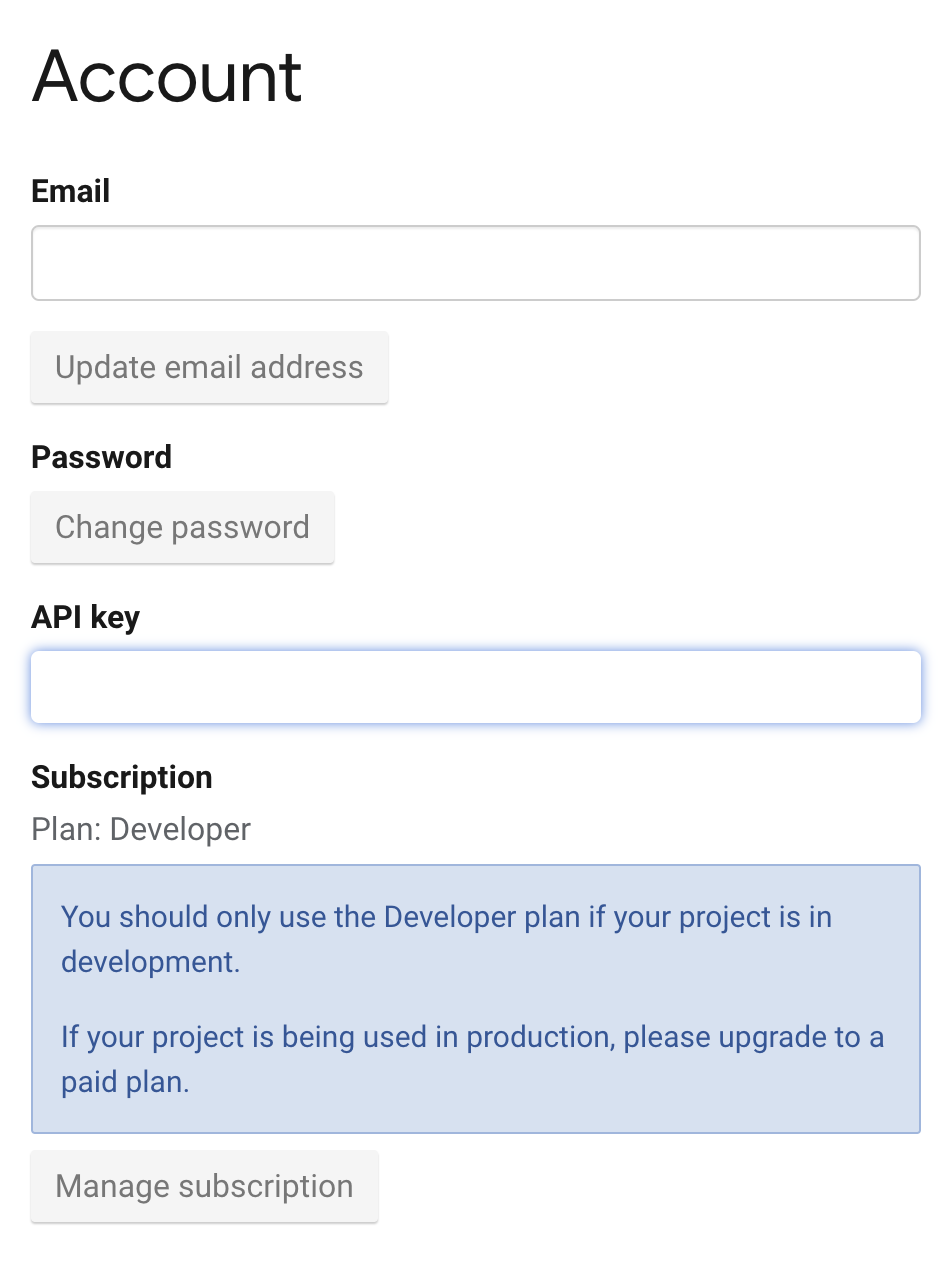 Account
Email
Update email address
Password
Change password
API key
Subscription
Plan: Developer
You should only use the Developer plan if your project is in
development.
If your project is being used in production, please upgrade to a
paid plan.
Manage subscription